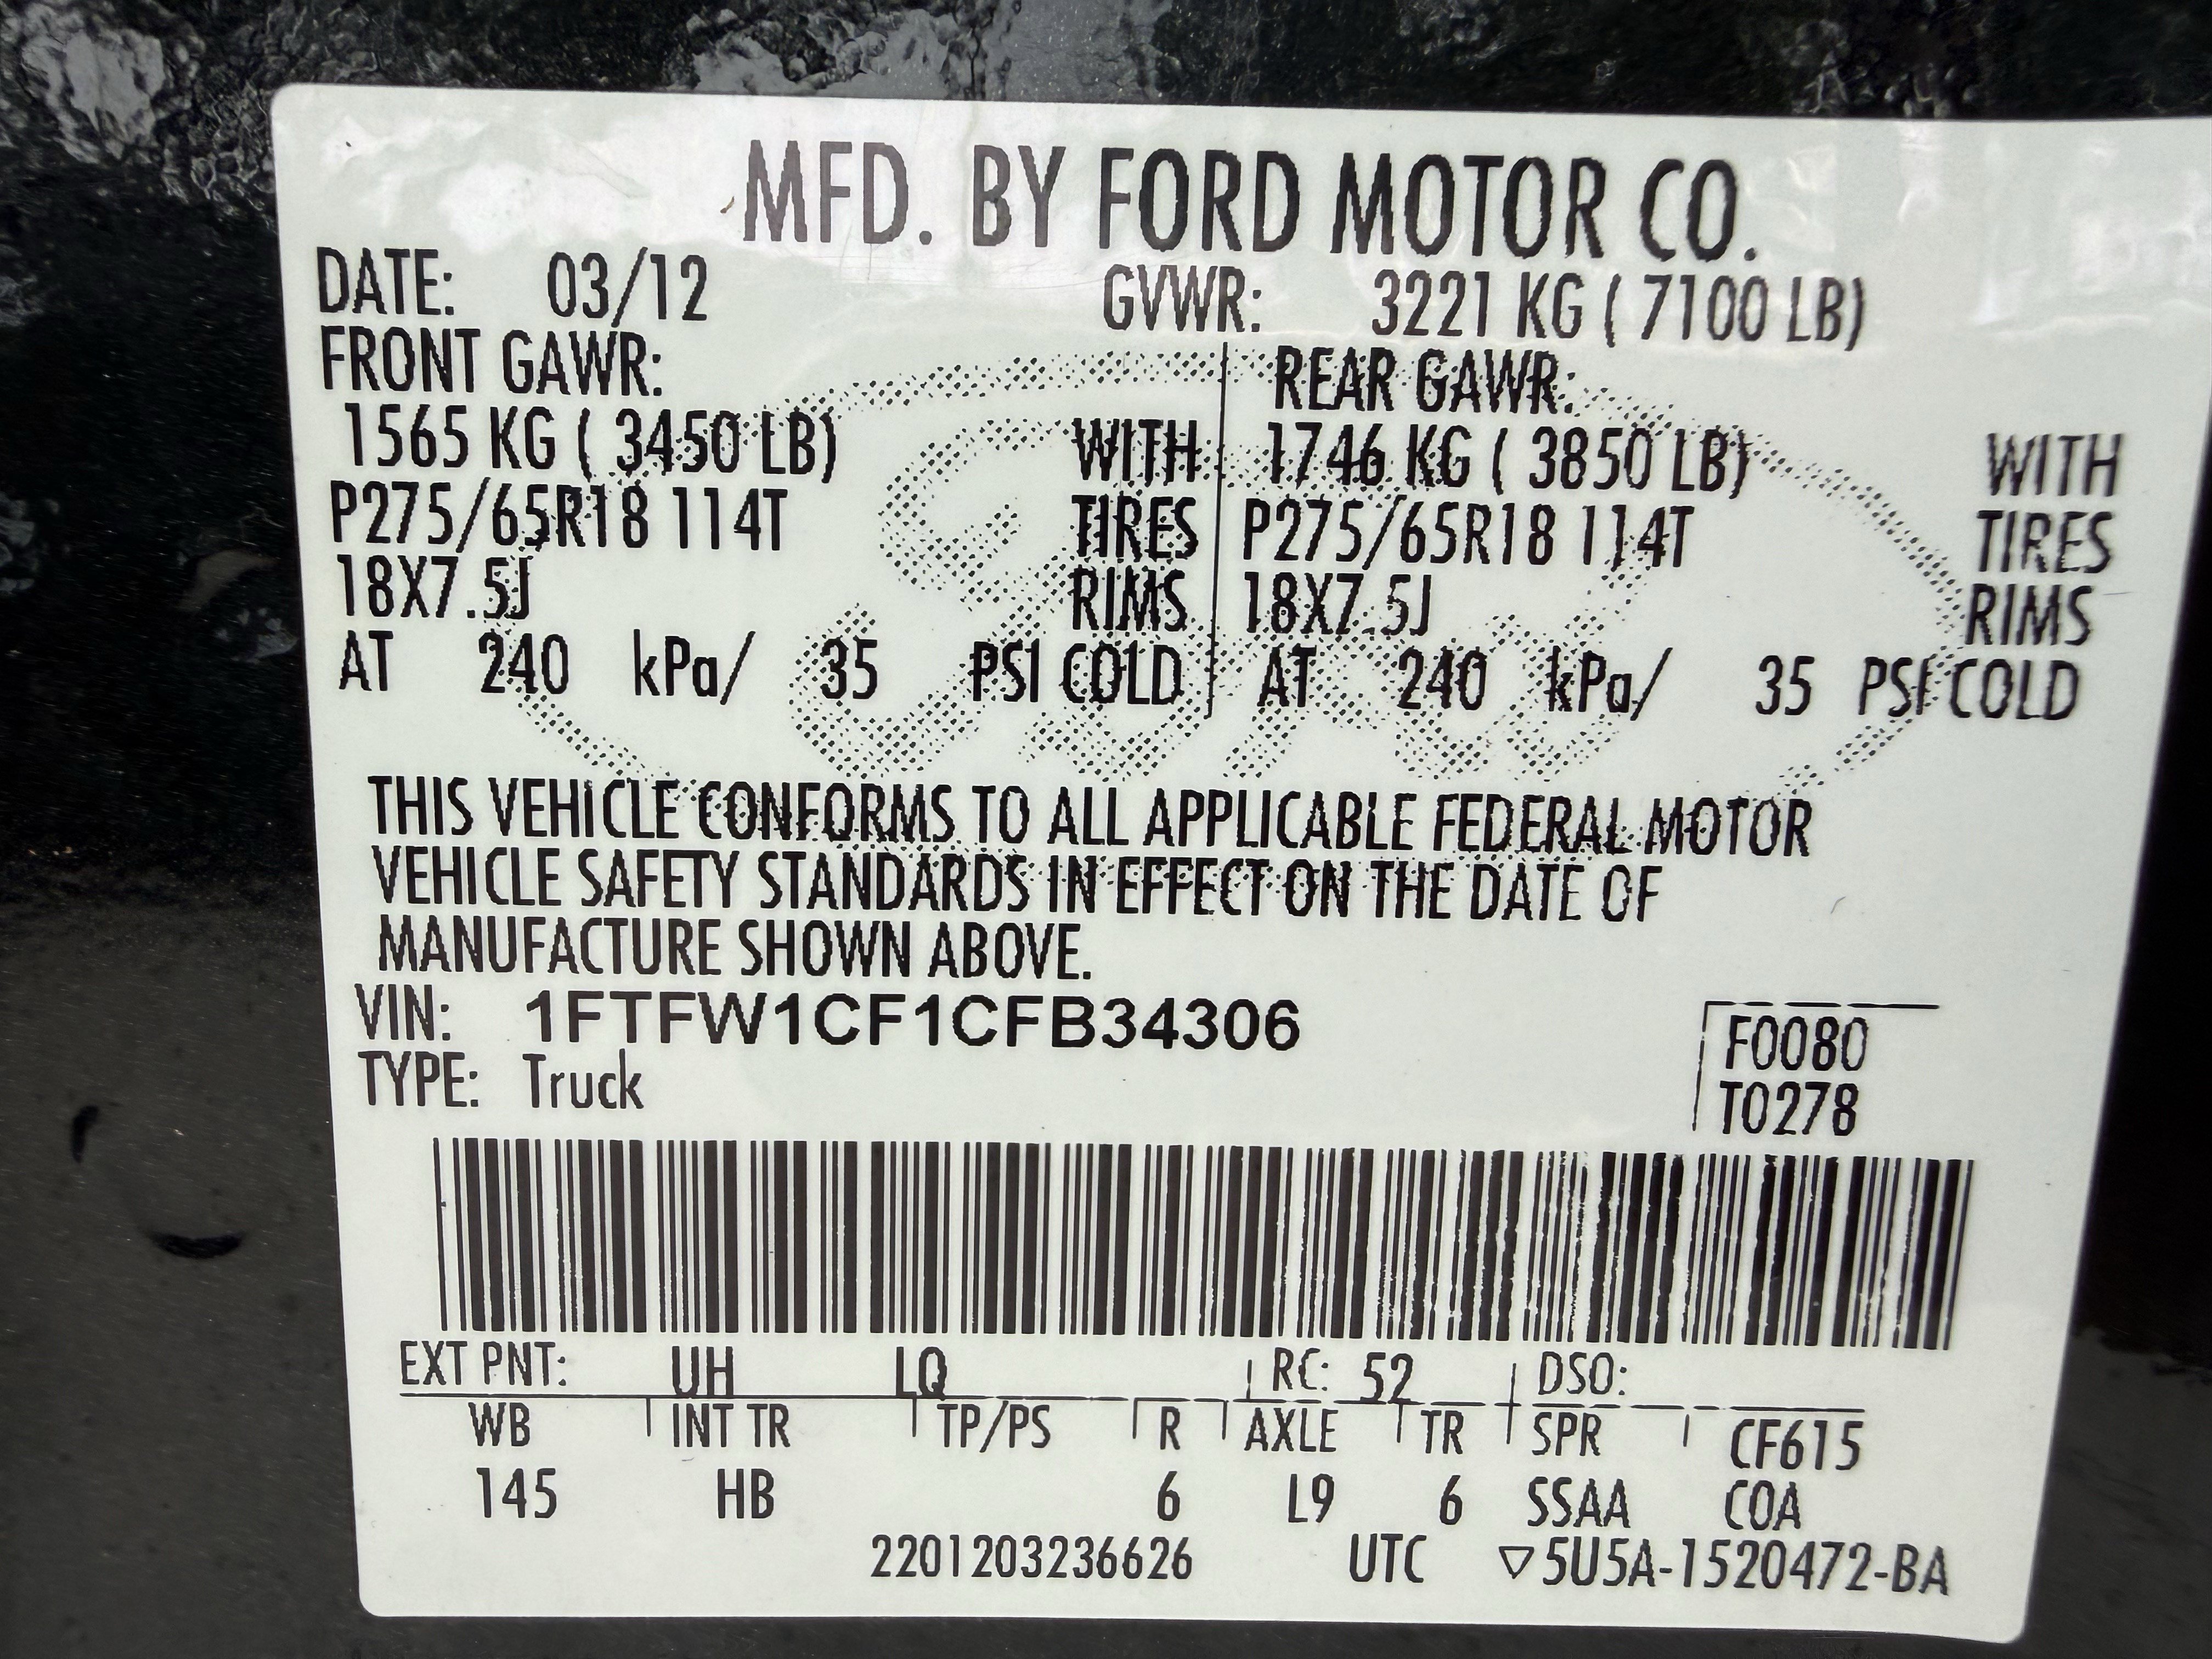 MFD. BY FORD MOTOR CO.
DATE: 03/12 GVWR: 3221 KG ( 7100 LB)
FRONT GAWR: REAR GAWR:
1565 KG ( 3450 LB) WITH 1746 KG ( 3850 LB) WITH
P275/65R18 114T TIRES P275/65R18 114T TIRES
18X7.5J RIMS 18X7.5J RIMS
AT 240 kPa/ 35 PSI COLD AT 240 kPa/ 35 PSI COLD
THIS VEHICLE CONFORMS TO ALL APPLICABLE FEDERAL MOTOR
VEHICLE SAFETY STANDARDS IN EFFECT ON THE DATE OF
MANUFACTURE SHOWN ABOVE.
VIN: 1FTFW1CF1CFB34306 F0080
TYPE: Truck T0278
EXT PNT: UH LQ RC: 52 DSO:
WB INT TR TP/PS R AXLE TR SPR CF615
145 HB 6 L9 6 SSAA COA
2201203236626 UTC ▽5U5A-1520472-BA